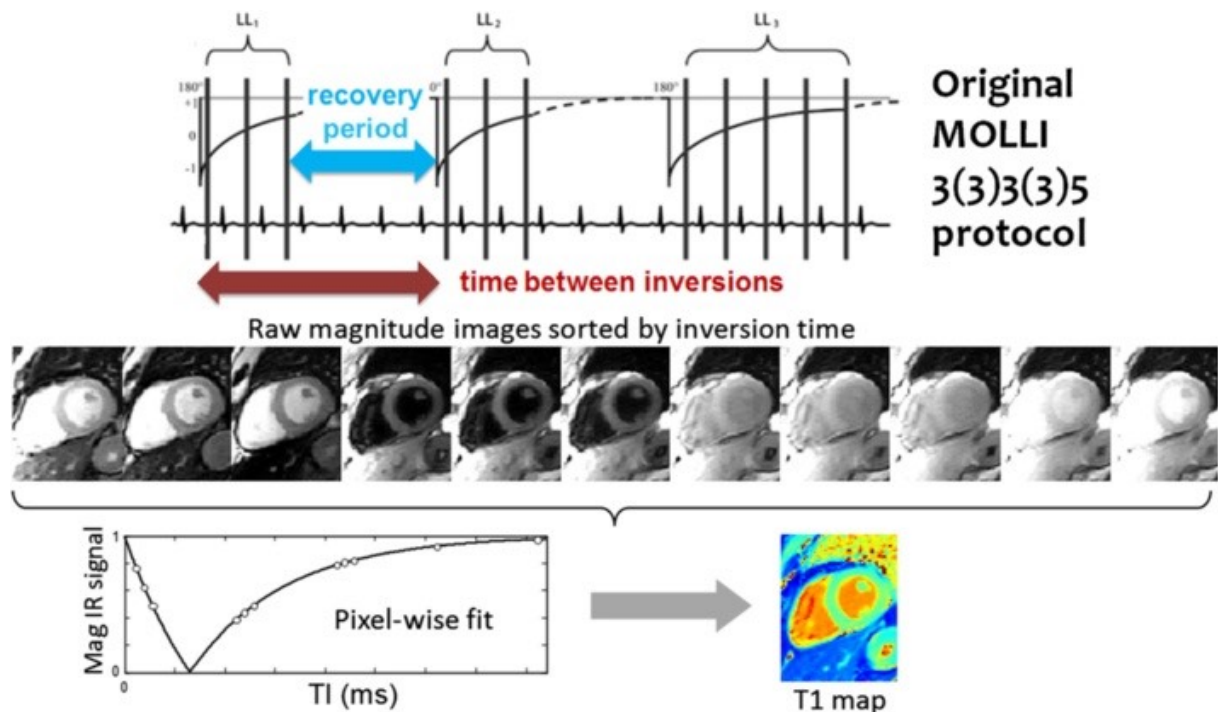 LL1
LL2
LL3
180°
0°
180°
+1
0
-1
recovery
period
Original
MOLLI
3(3)3(3)5
protocol
time between inversions
Raw magnitude images sorted by inversion time
Mag IR signal
1
0
0
Pixel-wise fit
TI (ms)
T1 map